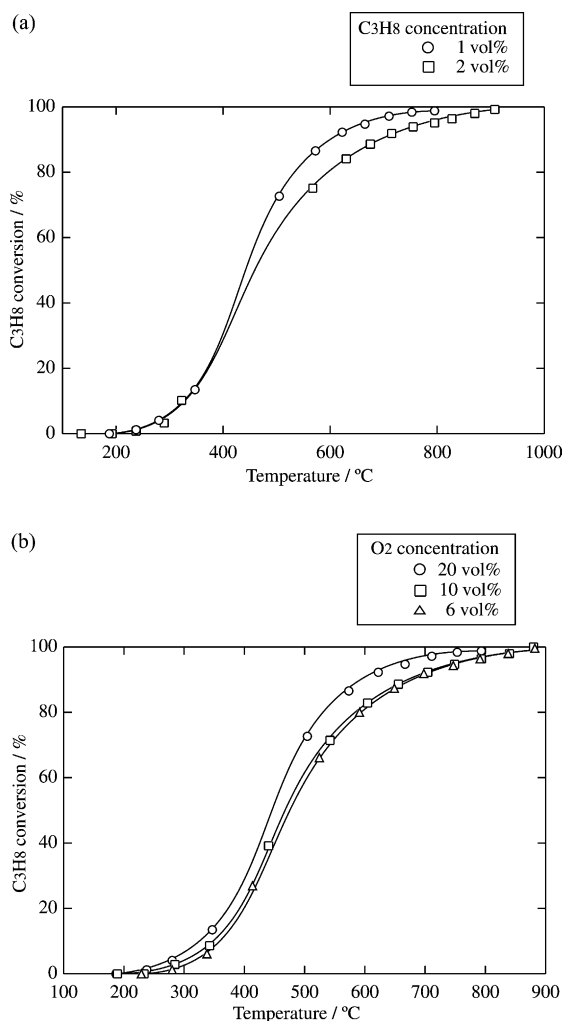 (a)
C3H8 concentration
1 vol%
2 vol%
100
80
60
40
20
0
C3H8 conversion / %
200 400 600 800 1000
Temperature / ºC
(b)
O2 concentration
20 vol%
10 vol%
6 vol%
100
80
60
40
20
0
C3H8 conversion / %
100 200 300 400 500 600 700 800 900
Temperature / ºC